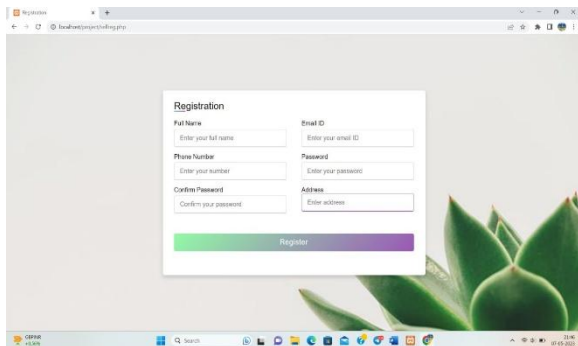 Registration
localhost/project/selling.php
Registration
Full Name
Email ID
Enter your full name
Enter your email ID
Phone Number
Password
Enter your number
Enter your password
Confirm Password
Address
Confirm your password
Enter address
Register
Search